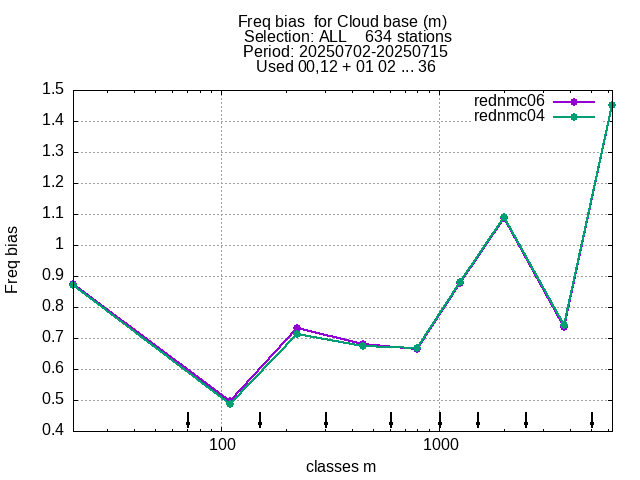 Freq bias  for Cloud base (m)
Selection: ALL    634 stations
Period: 20250702-20250715
Used 00,12 + 01 02 ... 36
rednmc06
rednmc04
1.5
1.4
1.3
1.2
1.1
1
0.9
0.8
0.7
0.6
0.5
0.4
Freq bias
100
1000
classes m